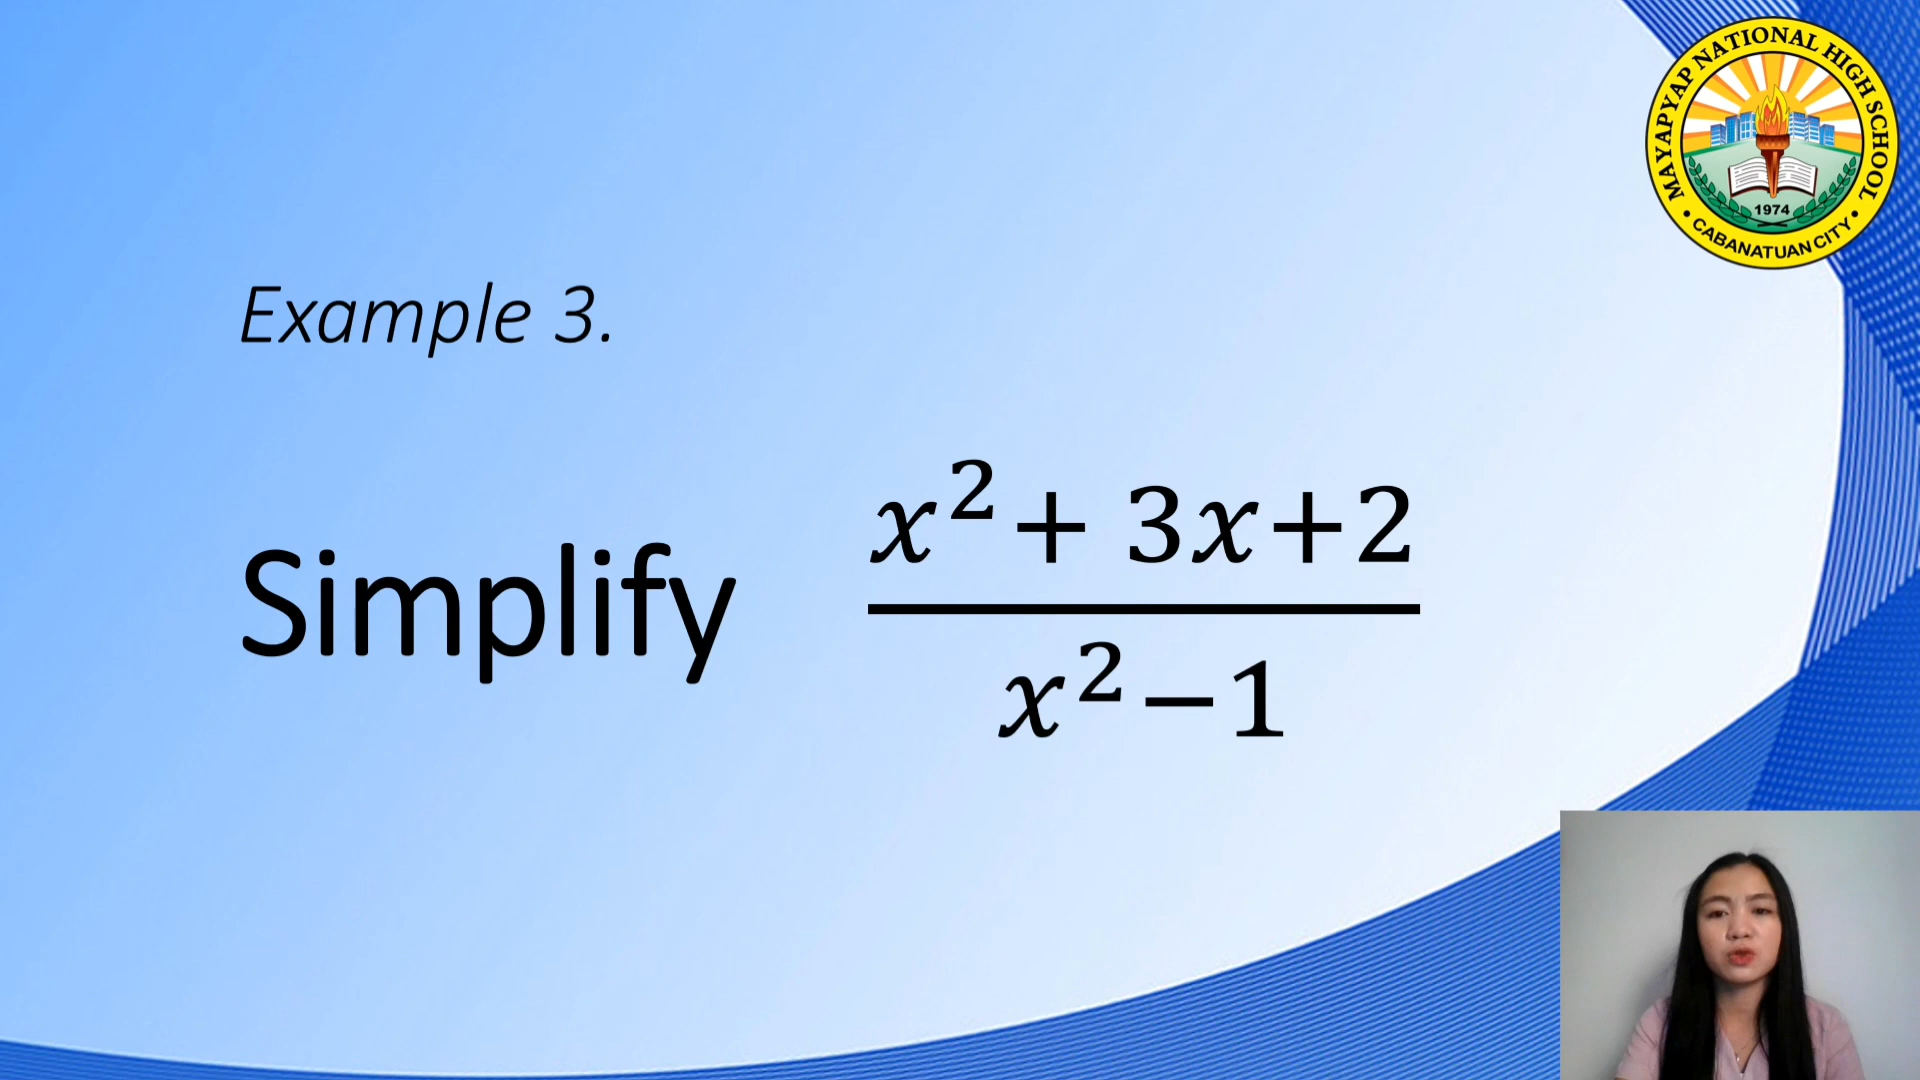 MAYAPYAP NATIONAL HIGH SCHOOL
1974
• CABANATUAN CITY •
Example 3.
Simplify
x²+ 3x+2
x²−1